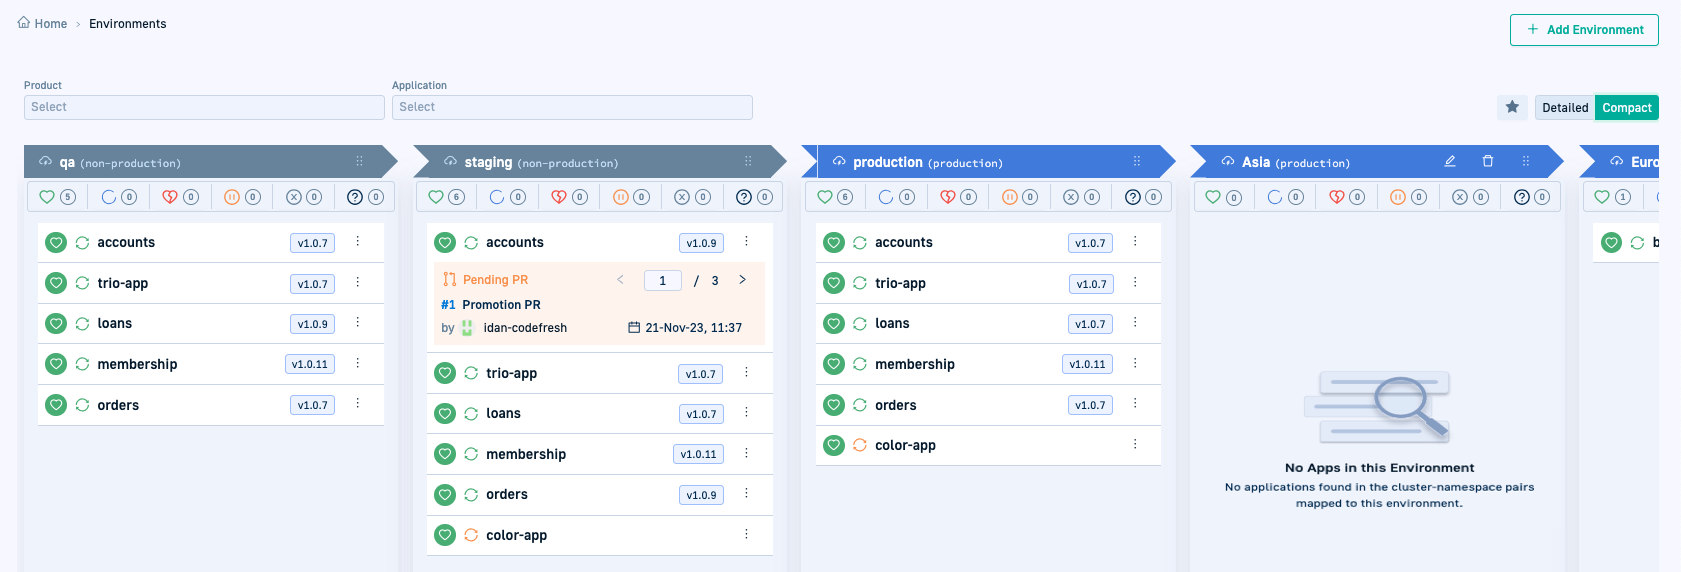 Home > Environments
+ Add Environment
Product
Select
Application
Select
Detailed
Compact
qa (non-production)
5 0 0 0 0 0
accounts v1.0.7
trio-app v1.0.7
loans v1.0.9
membership v1.0.11
orders v1.0.7
staging (non-production)
6 0 0 0 0 0
accounts v1.0.9
Pending PR < 1 / 3 >
#1 Promotion PR
by idan-codefresh 21-Nov-23, 11:37
trio-app v1.0.7
loans v1.0.7
membership v1.0.11
orders v1.0.9
color-app
production (production)
6 0 0 0 0 0
accounts v1.0.7
trio-app v1.0.7
loans v1.0.7
membership v1.0.11
orders v1.0.7
color-app
Asia (production)
0 0 0 0 0 0
No Apps in this Environment
No applications found in the cluster-namespace pairs
mapped to this environment.
Euro
1
b